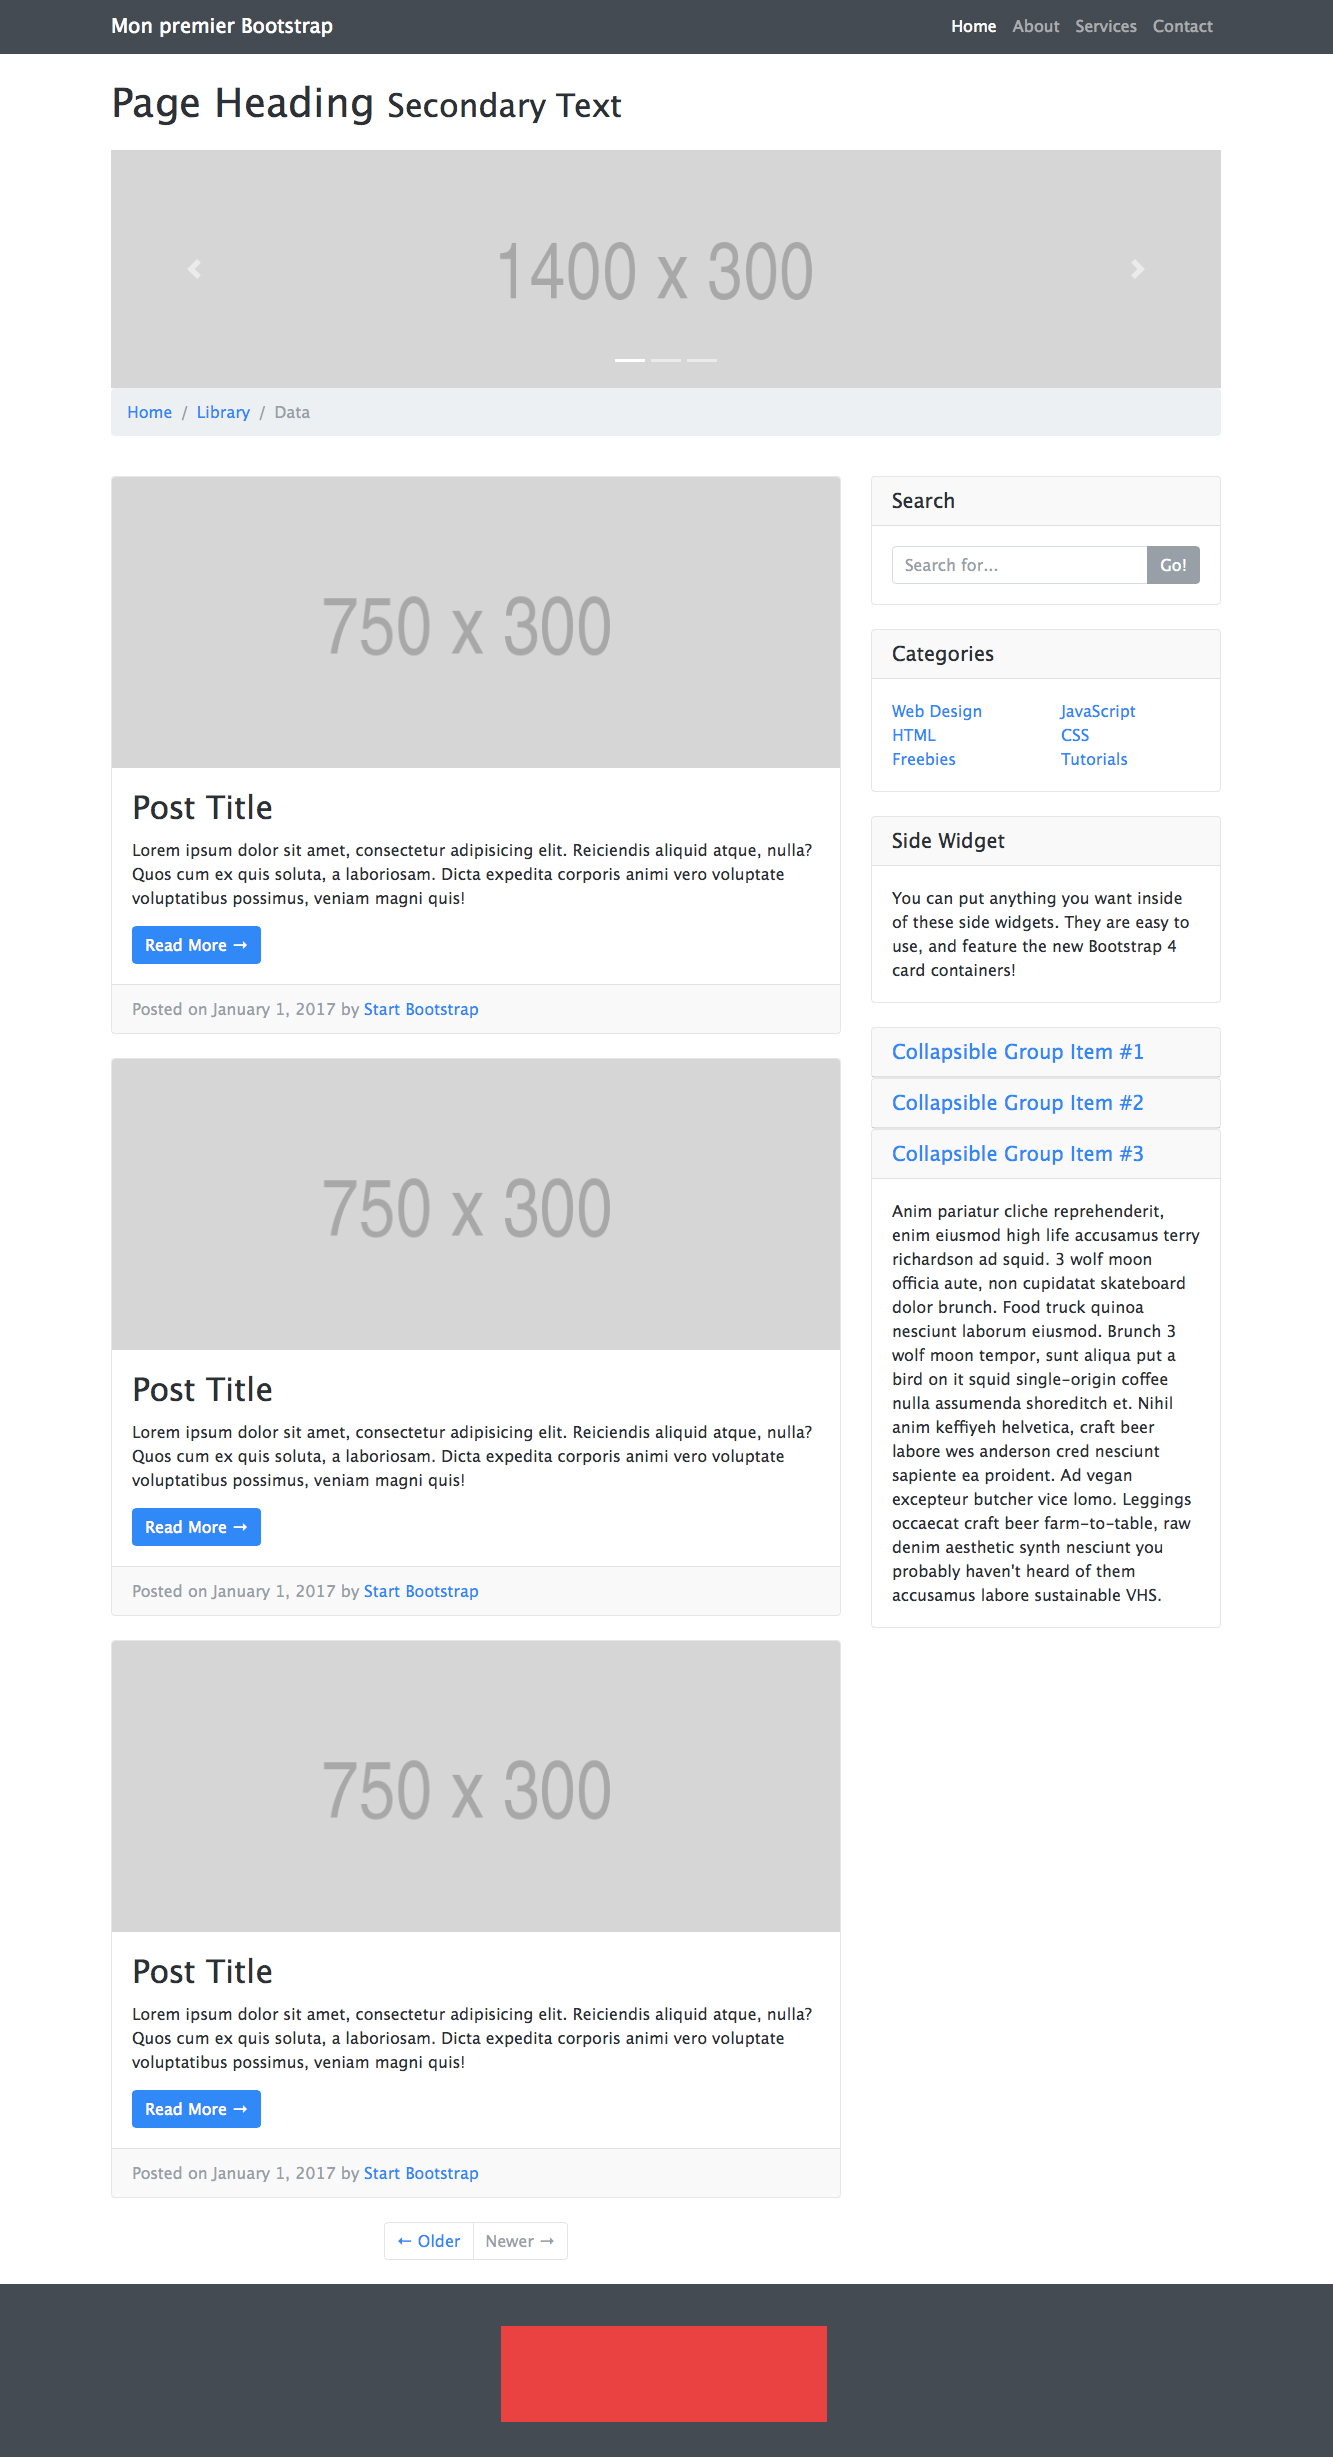 Mon premier Bootstrap
Home About Services Contact
Page Heading Secondary Text
1400 x 300
Home / Library / Data
750 x 300
Post Title
Lorem ipsum dolor sit amet, consectetur adipisicing elit. Reiciendis aliquid atque, nulla?
Quos cum ex quis soluta, a laboriosam. Dicta expedita corporis animi vero voluptate
voluptatibus possimus, veniam magni quis!
Read More →
Posted on January 1, 2017 by Start Bootstrap
750 x 300
Post Title
Lorem ipsum dolor sit amet, consectetur adipisicing elit. Reiciendis aliquid atque, nulla?
Quos cum ex quis soluta, a laboriosam. Dicta expedita corporis animi vero voluptate
voluptatibus possimus, veniam magni quis!
Read More →
Posted on January 1, 2017 by Start Bootstrap
750 x 300
Post Title
Lorem ipsum dolor sit amet, consectetur adipisicing elit. Reiciendis aliquid atque, nulla?
Quos cum ex quis soluta, a laboriosam. Dicta expedita corporis animi vero voluptate
voluptatibus possimus, veniam magni quis!
Read More →
Posted on January 1, 2017 by Start Bootstrap
← Older Newer →
Search
Search for... Go!
Categories
Web Design JavaScript
HTML CSS
Freebies Tutorials
Side Widget
You can put anything you want inside
of these side widgets. They are easy to
use, and feature the new Bootstrap 4
card containers!
Collapsible Group Item #1
Collapsible Group Item #2
Collapsible Group Item #3
Anim pariatur cliche reprehenderit,
enim eiusmod high life accusamus terry
richardson ad squid. 3 wolf moon
officia aute, non cupidatat skateboard
dolor brunch. Food truck quinoa
nesciunt laborum eiusmod. Brunch 3
wolf moon tempor, sunt aliqua put a
bird on it squid single-origin coffee
nulla assumenda shoreditch et. Nihil
anim keffiyeh helvetica, craft beer
labore wes anderson cred nesciunt
sapiente ea proident. Ad vegan
excepteur butcher vice lomo. Leggings
occaecat craft beer farm-to-table, raw
denim aesthetic synth nesciunt you
probably haven't heard of them
accusamus labore sustainable VHS.